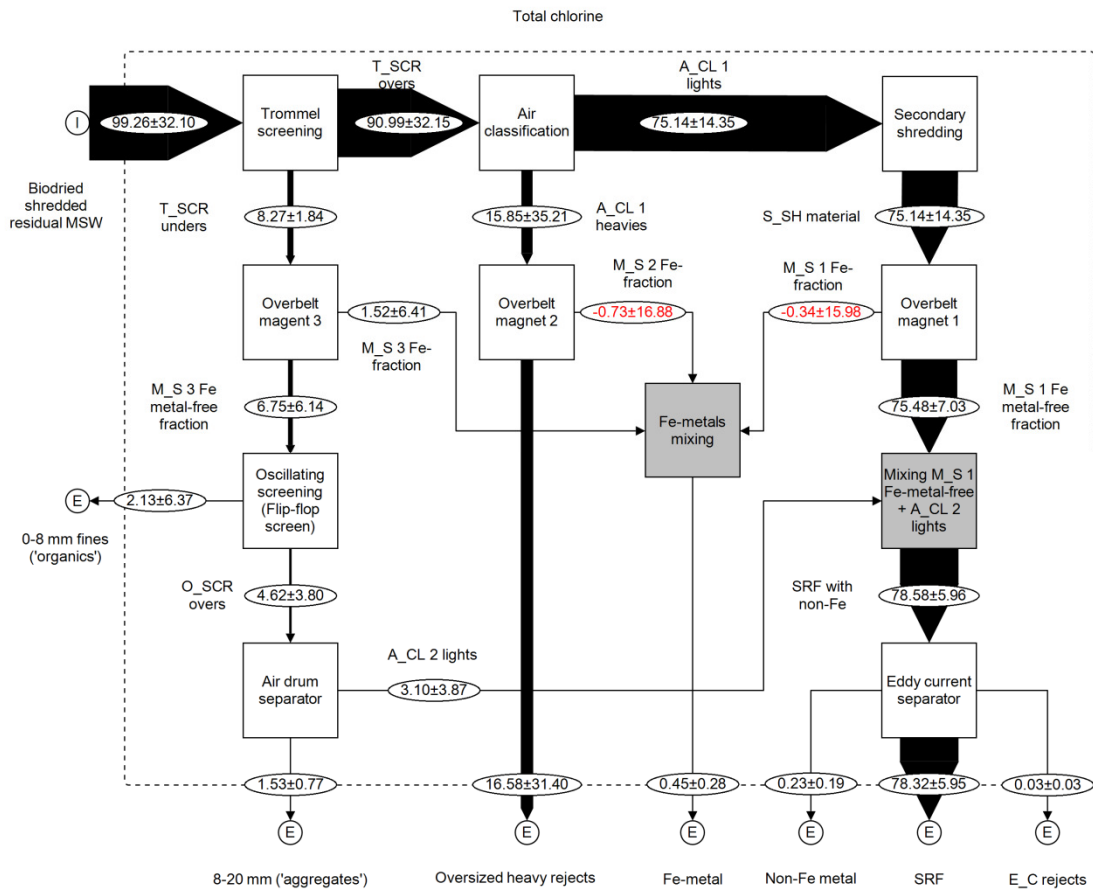 Total chlorine
T_SCR
overs
A_CL 1
lights
I
99.26±32.10
Trommel
screening
90.99±32.15
Air
classification
75.14±14.35
Secondary
shredding
Biodried
shredded
residual MSW
T_SCR
unders
8.27±1.84
15.85±35.21
A_CL 1
heavies
S_SH material
75.14±14.35
M_S 2 Fe-
fraction
M_S 1 Fe-
fraction
Overbelt
magent 3
1.52±6.41
Overbelt
magnet 2
-0.73±16.88
-0.34±15.98
Overbelt
magnet 1
M_S 3 Fe-
fraction
M_S 3 Fe
metal-free
fraction
6.75±6.14
Fe-metals
mixing
75.48±7.03
M_S 1 Fe
metal-free
fraction
E
2.13±6.37
Oscillating
screening
(Flip-flop
screen)
Mixing M_S 1
Fe-metal-free
+ A_CL 2
lights
0-8 mm fines
('organics')
O_SCR
overs
4.62±3.80
SRF with
non-Fe
78.58±5.96
Air drum
separator
A_CL 2 lights
3.10±3.87
Eddy current
separator
1.53±0.77
16.58±31.40
0.45±0.28
0.23±0.19
78.32±5.95
0.03±0.03
E
E
E
E
E
E
8-20 mm ('aggregates')
Oversized heavy rejects
Fe-metal
Non-Fe metal
SRF
E_C rejects